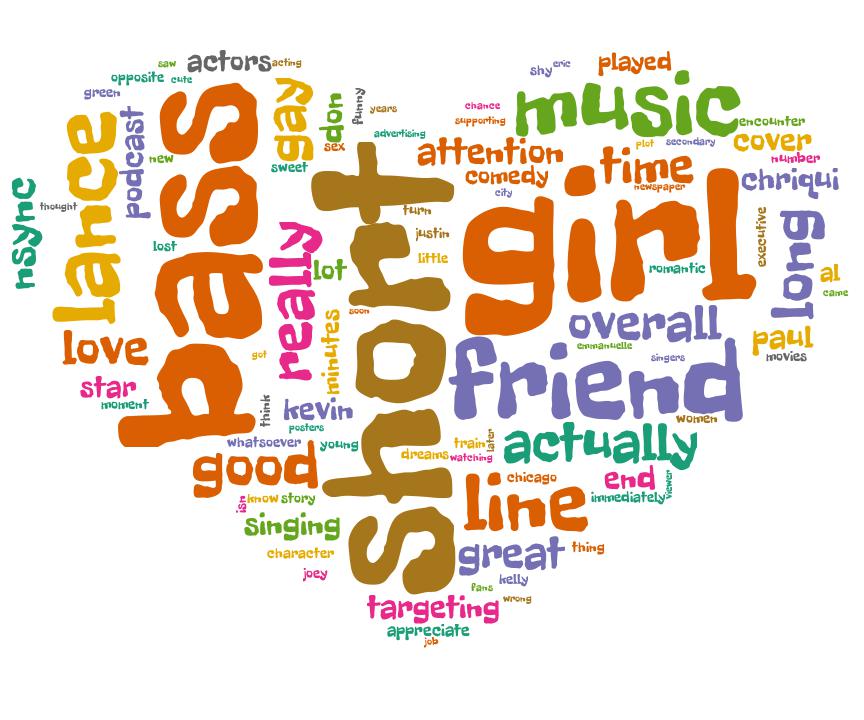 saw
actors
acting
opposite
cute
green
gay
don
funny
years
shy
eric
played
music
chance
supporting
encounter
advertising
sex
sweet
podcast
new
lance
bass
nsync
thought
lost
attention
comedy
city
time
newspaper
plot
secondary
cover
number
chriqui
short
turn
justin
little
girl
romantic
executive
long
al
came
really
lot
soon
minutes
got
love
star
moment
overall
emmanuelle
singers
paul
movies
friend
women
think
kevin
posters
whatsoever
young
dreams
train
later
watching
actually
good
isn
know
story
chicago
end
immediately
viewer
line
singing
character
joey
great
thing
kelly
fans
wrong
targeting
appreciate
job